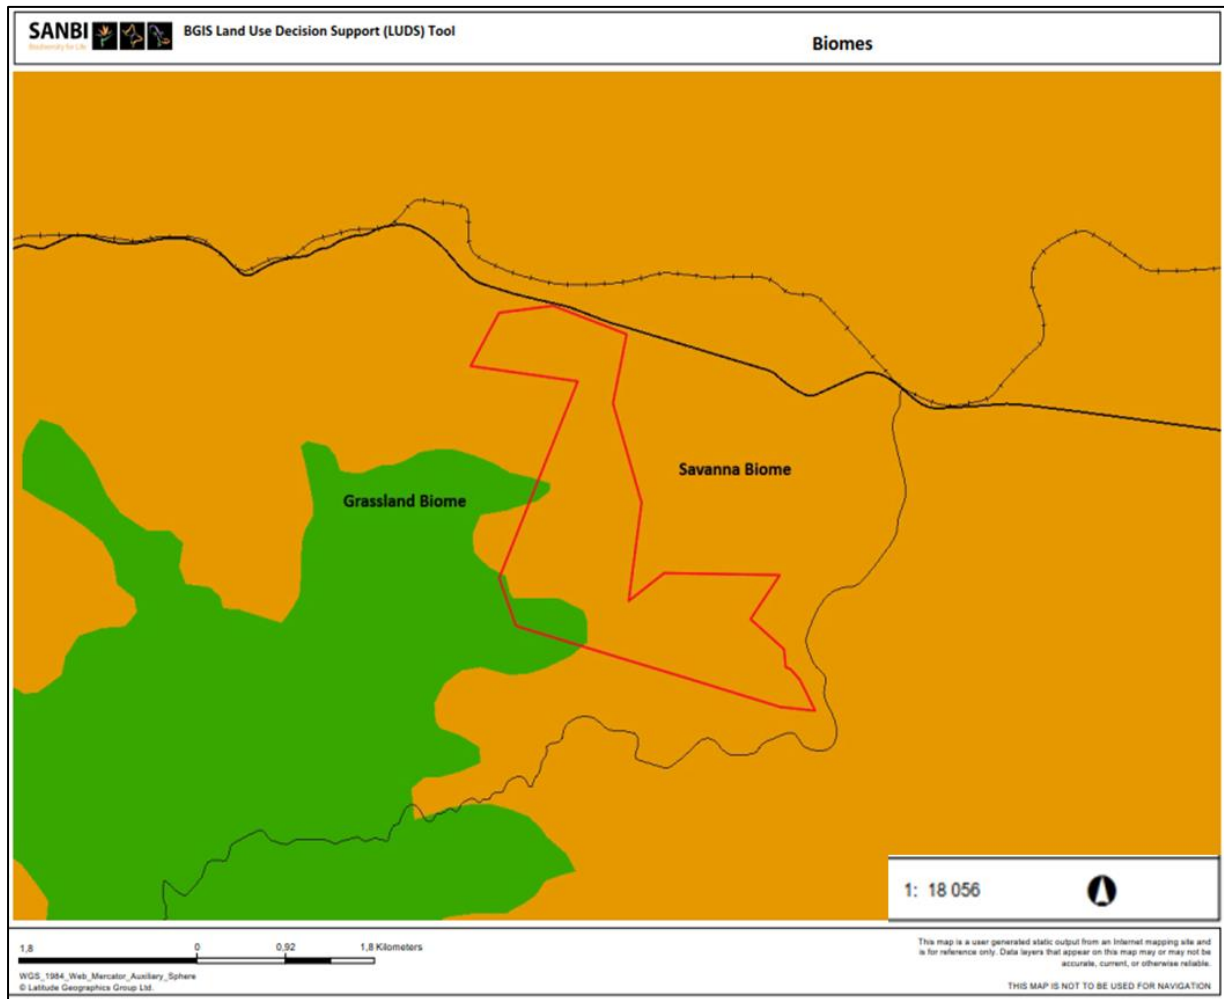 SANBI
Biodiversity for Life
BGIS Land Use Decision Support (LUDS) Tool
Biomes
Savanna Biome
Grassland Biome
1: 18 056
1,8 0 0,92 1,8 Kilometers
WGS_1984_Web_Mercator_Auxiliary_Sphere
© Latitude Geographics Group Ltd.
This map is a user generated static output from an Internet mapping site and
is for reference only. Data layers that appear on this map may or may not be
accurate, current, or otherwise reliable.
THIS MAP IS NOT TO BE USED FOR NAVIGATION